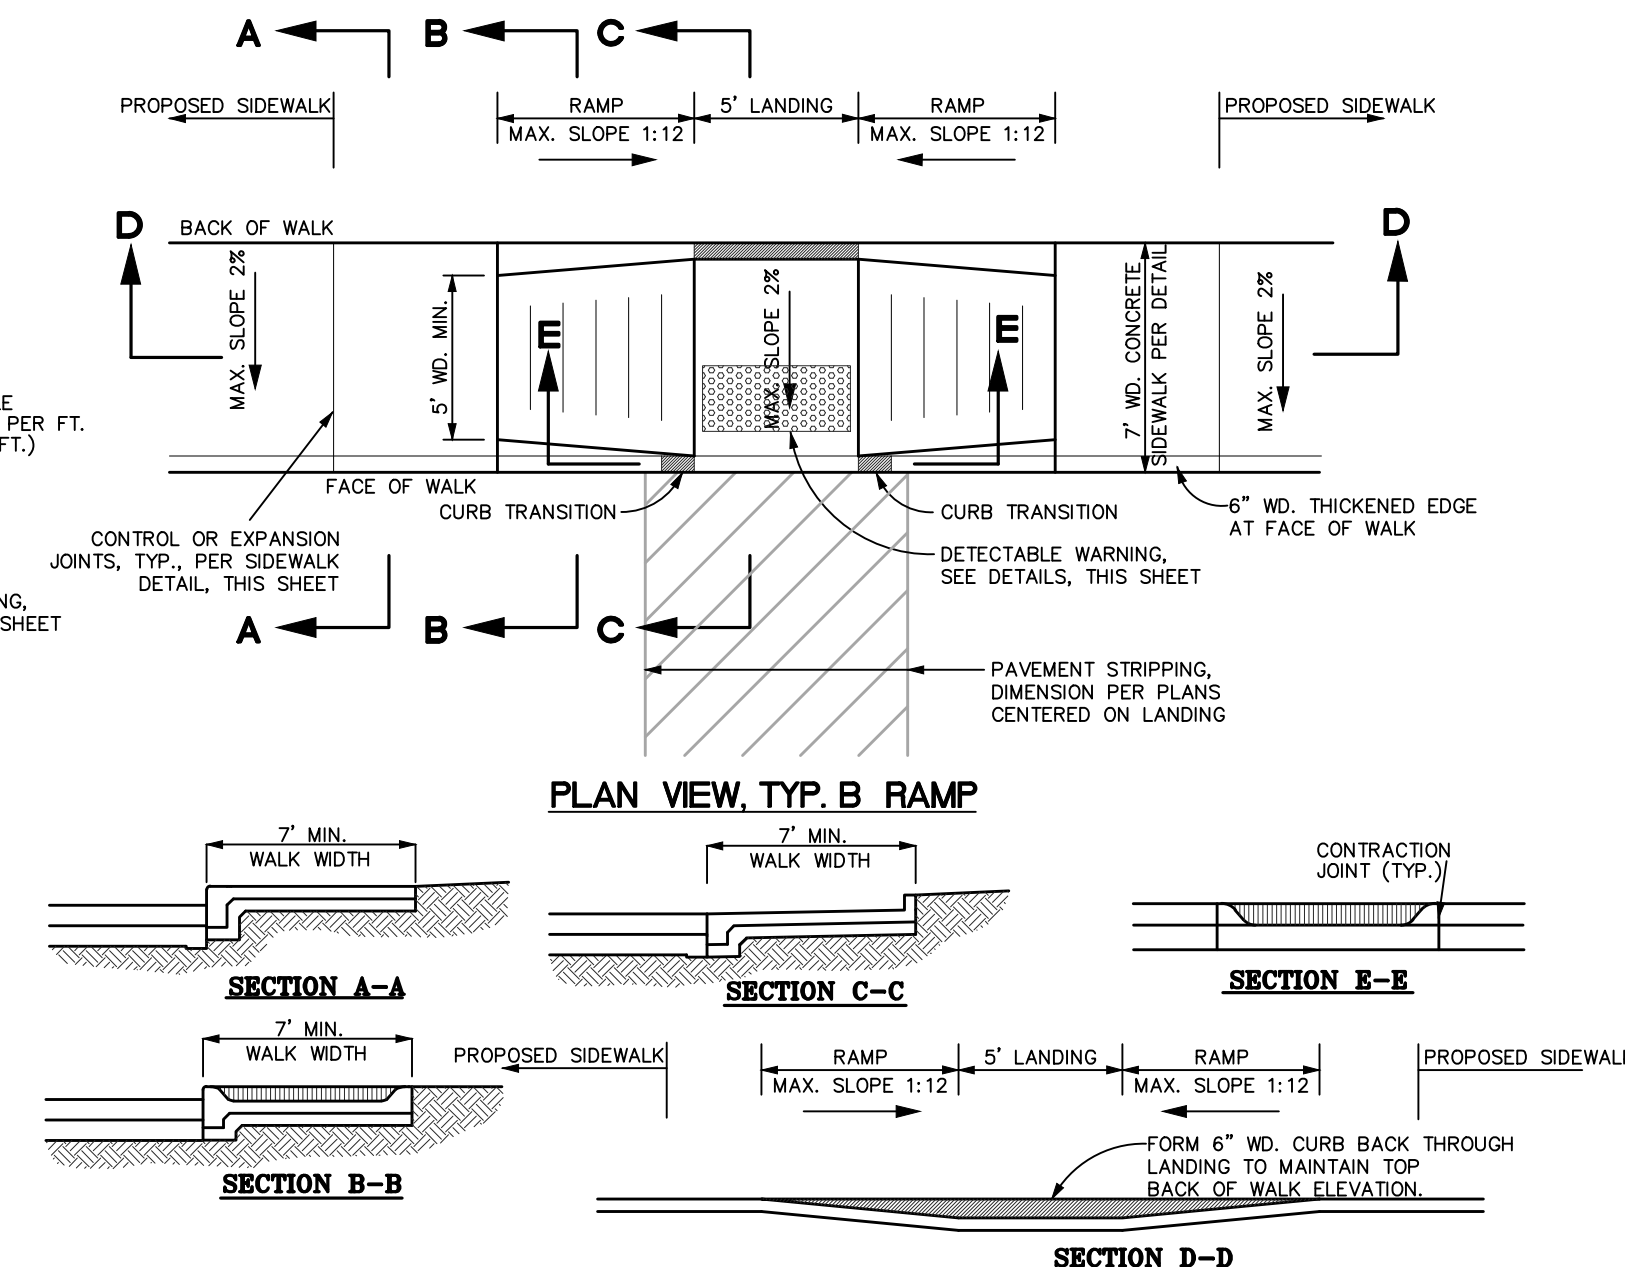 A
B
C
PROPOSED SIDEWALK
RAMP
MAX. SLOPE 1:12
5' LANDING
RAMP
MAX. SLOPE 1:12
PROPOSED SIDEWALK
D
BACK OF WALK
D
MAX. SLOPE 2%
5' WD. MIN.
E
MAX. SLOPE 2%
E
7' WD. CONCRETE
SIDEWALK PER DETAIL
MAX. SLOPE 2%
PER FT.
FT.)
FACE OF WALK
CURB TRANSITION
CURB TRANSITION
6" WD. THICKENED EDGE
AT FACE OF WALK
CONTROL OR EXPANSION
JOINTS, TYP., PER SIDEWALK
DETAIL, THIS SHEET
DETECTABLE WARNING,
SEE DETAILS, THIS SHEET
SHEET
A
B
C
PAVEMENT STRIPPING,
DIMENSION PER PLANS
CENTERED ON LANDING
PLAN VIEW, TYP. B RAMP
7' MIN.
WALK WIDTH
SECTION A-A
7' MIN.
WALK WIDTH
SECTION C-C
CONTRACTION
JOINT (TYP.)
SECTION E-E
7' MIN.
WALK WIDTH
SECTION B-B
PROPOSED SIDEWALK
RAMP
MAX. SLOPE 1:12
5' LANDING
RAMP
MAX. SLOPE 1:12
PROPOSED SIDEWAL
FORM 6" WD. CURB BACK THROUGH
LANDING TO MAINTAIN TOP
BACK OF WALK ELEVATION.
SECTION D-D